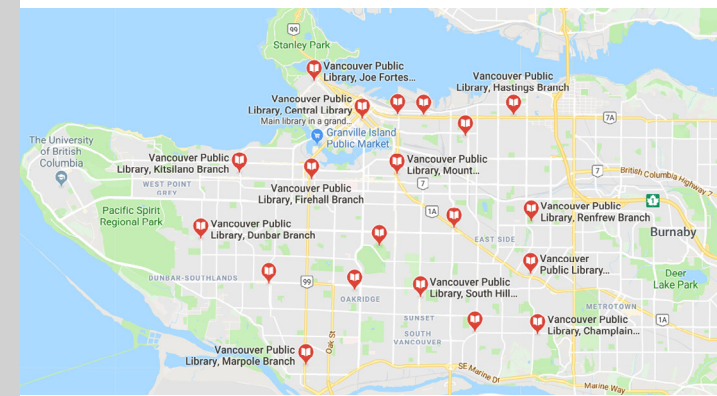 99
Stanley Park
Vancouver Public
Library, Joe Fortes...
Vancouver Public
Library, Hastings Branch
Vancouver Public
Library, Central Library
Main library in a grand...
7A
Granville Island
Public Market
The University
of British
Columbia
Vancouver Public
Library, Kitsilano Branch
Vancouver Public
Library, Mount...
7
7
British Columbia Highway 7
WEST POINT
GREY
Vancouver Public
Library, Firehall Branch
1
Pacific Spirit
Regional Park
Vancouver Public
Library, Dunbar Branch
1A
Vancouver Public
Library, Renfrew Branch
Burnaby
EAST SIDE
Vancouver
Public Library...
Deer
Lake Park
DUNBAR-SOUTHLANDS
99
Vancouver Public
Library, South Hill...
OAKRIDGE
METROTOWN
SUNSET
1A
Vancouver Public
Library, Champlain...
SOUTH
VANCOUVER
Oak St
Vancouver Public
Library, Marpole Branch
SE Marine Dr
Marine Way